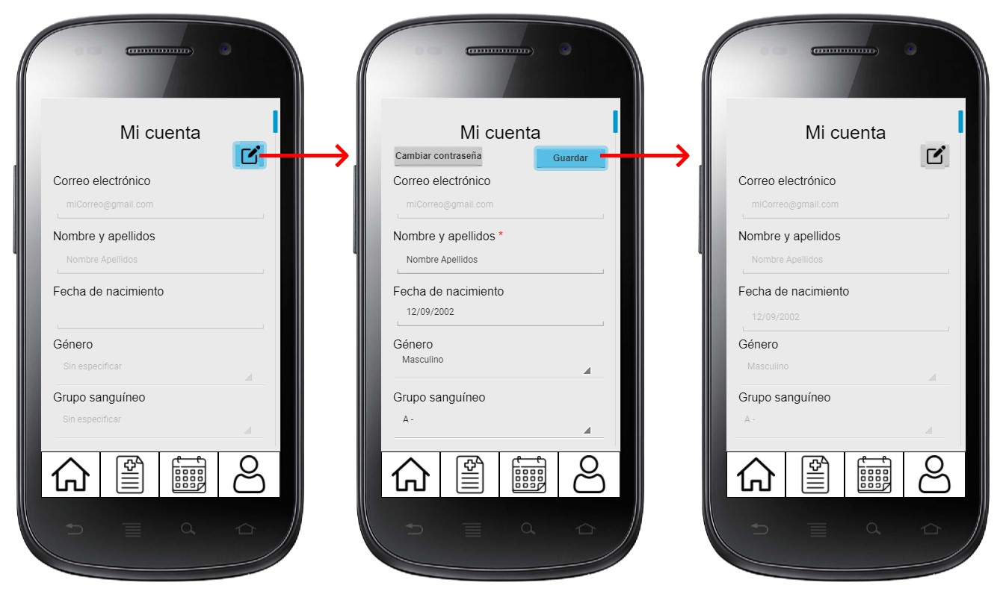 Mi cuenta
Correo electrónico
miCorreo@gmail.com
Nombre y apellidos
Nombre Apellidos
Fecha de nacimiento
Género
Sin especificar
Grupo sanguíneo
Sin especificar
Mi cuenta
Cambiar contraseña
Guardar
Correo electrónico
miCorreo@gmail.com
Nombre y apellidos *
Nombre Apellidos
Fecha de nacimiento
12/09/2002
Género
Masculino
Grupo sanguíneo
A -
Mi cuenta
Correo electrónico
miCorreo@gmail.com
Nombre y apellidos
Nombre Apellidos
Fecha de nacimiento
12/09/2002
Género
Masculino
Grupo sanguíneo
A -